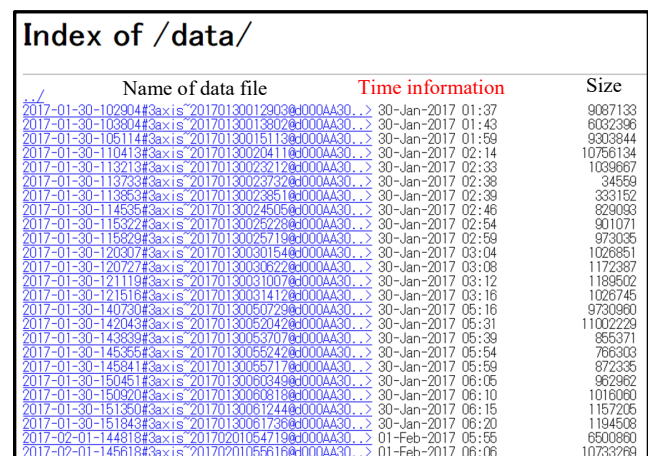 Index of /data/
Name of data file Time information Size
../
2017-01-30-102904#3axis~20170130012903@d000AA30..> 30-Jan-2017 01:37 9087133
2017-01-30-103804#3axis~20170130013802@d000AA30..> 30-Jan-2017 01:43 6032396
2017-01-30-105114#3axis~20170130015113@d000AA30..> 30-Jan-2017 01:59 9303844
2017-01-30-110413#3axis~20170130020411@d000AA30..> 30-Jan-2017 02:14 10756134
2017-01-30-113213#3axis~20170130023212@d000AA30..> 30-Jan-2017 02:33 1039667
2017-01-30-113733#3axis~20170130023732@d000AA30..> 30-Jan-2017 02:38 34559
2017-01-30-113853#3axis~20170130023851@d000AA30..> 30-Jan-2017 02:39 333152
2017-01-30-114535#3axis~20170130024505@d000AA30..> 30-Jan-2017 02:46 829093
2017-01-30-115322#3axis~20170130025228@d000AA30..> 30-Jan-2017 02:54 901071
2017-01-30-115829#3axis~20170130025719@d000AA30..> 30-Jan-2017 02:59 973035
2017-01-30-120307#3axis~20170130030154@d000AA30..> 30-Jan-2017 03:04 1026851
2017-01-30-120727#3axis~20170130030622@d000AA30..> 30-Jan-2017 03:08 1172387
2017-01-30-121119#3axis~20170130031007@d000AA30..> 30-Jan-2017 03:12 1189502
2017-01-30-121516#3axis~20170130031412@d000AA30..> 30-Jan-2017 03:16 1026745
2017-01-30-140730#3axis~20170130050729@d000AA30..> 30-Jan-2017 05:16 9730960
2017-01-30-142043#3axis~20170130052042@d000AA30..> 30-Jan-2017 05:31 11002229
2017-01-30-143839#3axis~20170130053707@d000AA30..> 30-Jan-2017 05:39 855371
2017-01-30-145355#3axis~20170130055242@d000AA30..> 30-Jan-2017 05:54 766303
2017-01-30-145841#3axis~20170130055717@d000AA30..> 30-Jan-2017 05:59 872335
2017-01-30-150451#3axis~20170130060349@d000AA30..> 30-Jan-2017 06:05 962962
2017-01-30-150920#3axis~20170130060818@d000AA30..> 30-Jan-2017 06:10 1016060
2017-01-30-151350#3axis~20170130061244@d000AA30..> 30-Jan-2017 06:15 1157205
2017-01-30-151843#3axis~20170130061736@d000AA30..> 30-Jan-2017 06:20 1194508
2017-02-01-144818#3axis~20170201054719@d000AA30..> 01-Feb-2017 05:55 6500860
2017-02-01-145618#3axis~20170201055616@d000AA30..> 01-Feb-2017 06:06 10733269